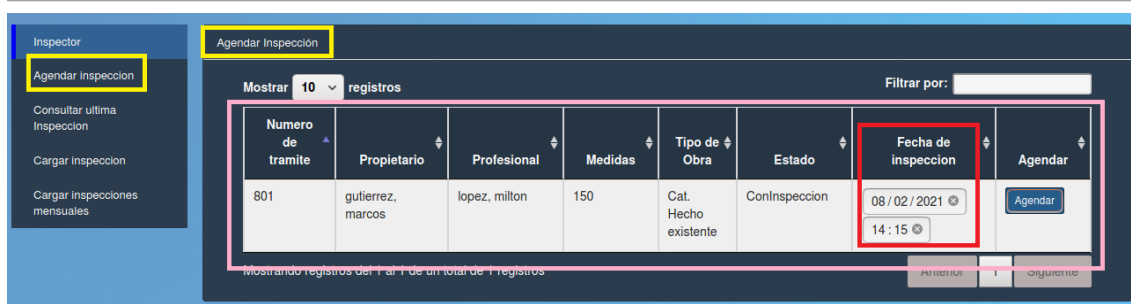 Inspector
Agendar inspeccion
Consultar ultima
Inspeccion
Cargar inspeccion
Cargar inspecciones
mensuales
Agendar Inspección
Mostrar 10 registros
Filtrar por:
Numero
de
tramite
Propietario
Profesional
Medidas
Tipo de
Obra
Estado
Fecha de
inspeccion
Agendar
801
gutierrez,
marcos
lopez, milton
150
Cat.
Hecho
existente
ConInspeccion
08 / 02 / 2021
14 : 15
Agendar
Mostrando registros del 1 al 1 de un total de 1 registros
Anterior
1
Siguiente